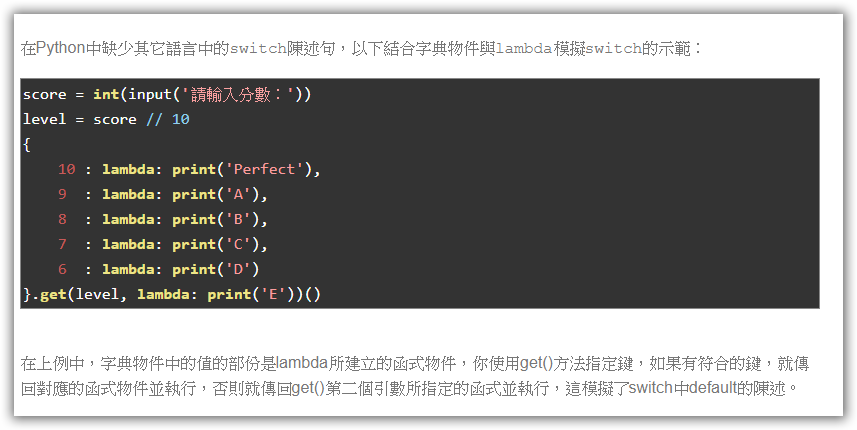 在Python中缺少其它語言中的switch陳述句，以下結合字典物件與lambda模擬switch的示範：
score = int(input('請輸入分數：'))
level = score // 10
{
    10 : lambda: print('Perfect'),
    9  : lambda: print('A'),
    8  : lambda: print('B'),
    7  : lambda: print('C'),
    6  : lambda: print('D')
}.get(level, lambda: print('E'))()
在上例中，字典物件中的值的部份是lambda所建立的函式物件，你使用get()方法指定鍵，如果有符合的鍵，就傳
回對應的函式物件並執行，否則就傳回get()第二個引數所指定的函式並執行，這模擬了switch中default的陳述。